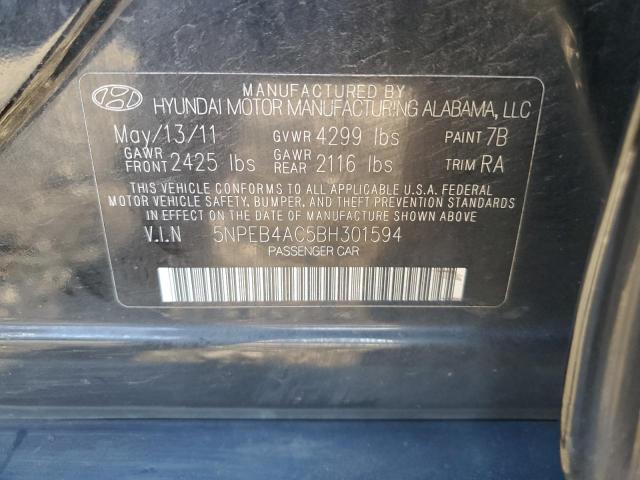 MANUFACTURED BY
HYUNDAI MOTOR MANUFACTURING ALABAMA, LLC
May/13/11 GVWR 4299 lbs PAINT 7B
GAWR FRONT 2425 lbs GAWR REAR 2116 lbs TRIM RA
THIS VEHICLE CONFORMS TO ALL APPLICABLE U.S.A. FEDERAL
MOTOR VEHICLE SAFETY, BUMPER, AND THEFT PREVENTION STANDARDS
IN EFFECT ON THE DATE OF MANUFACTURE SHOWN ABOVE
V.I.N 5NPEB4AC5BH301594
PASSENGER CAR